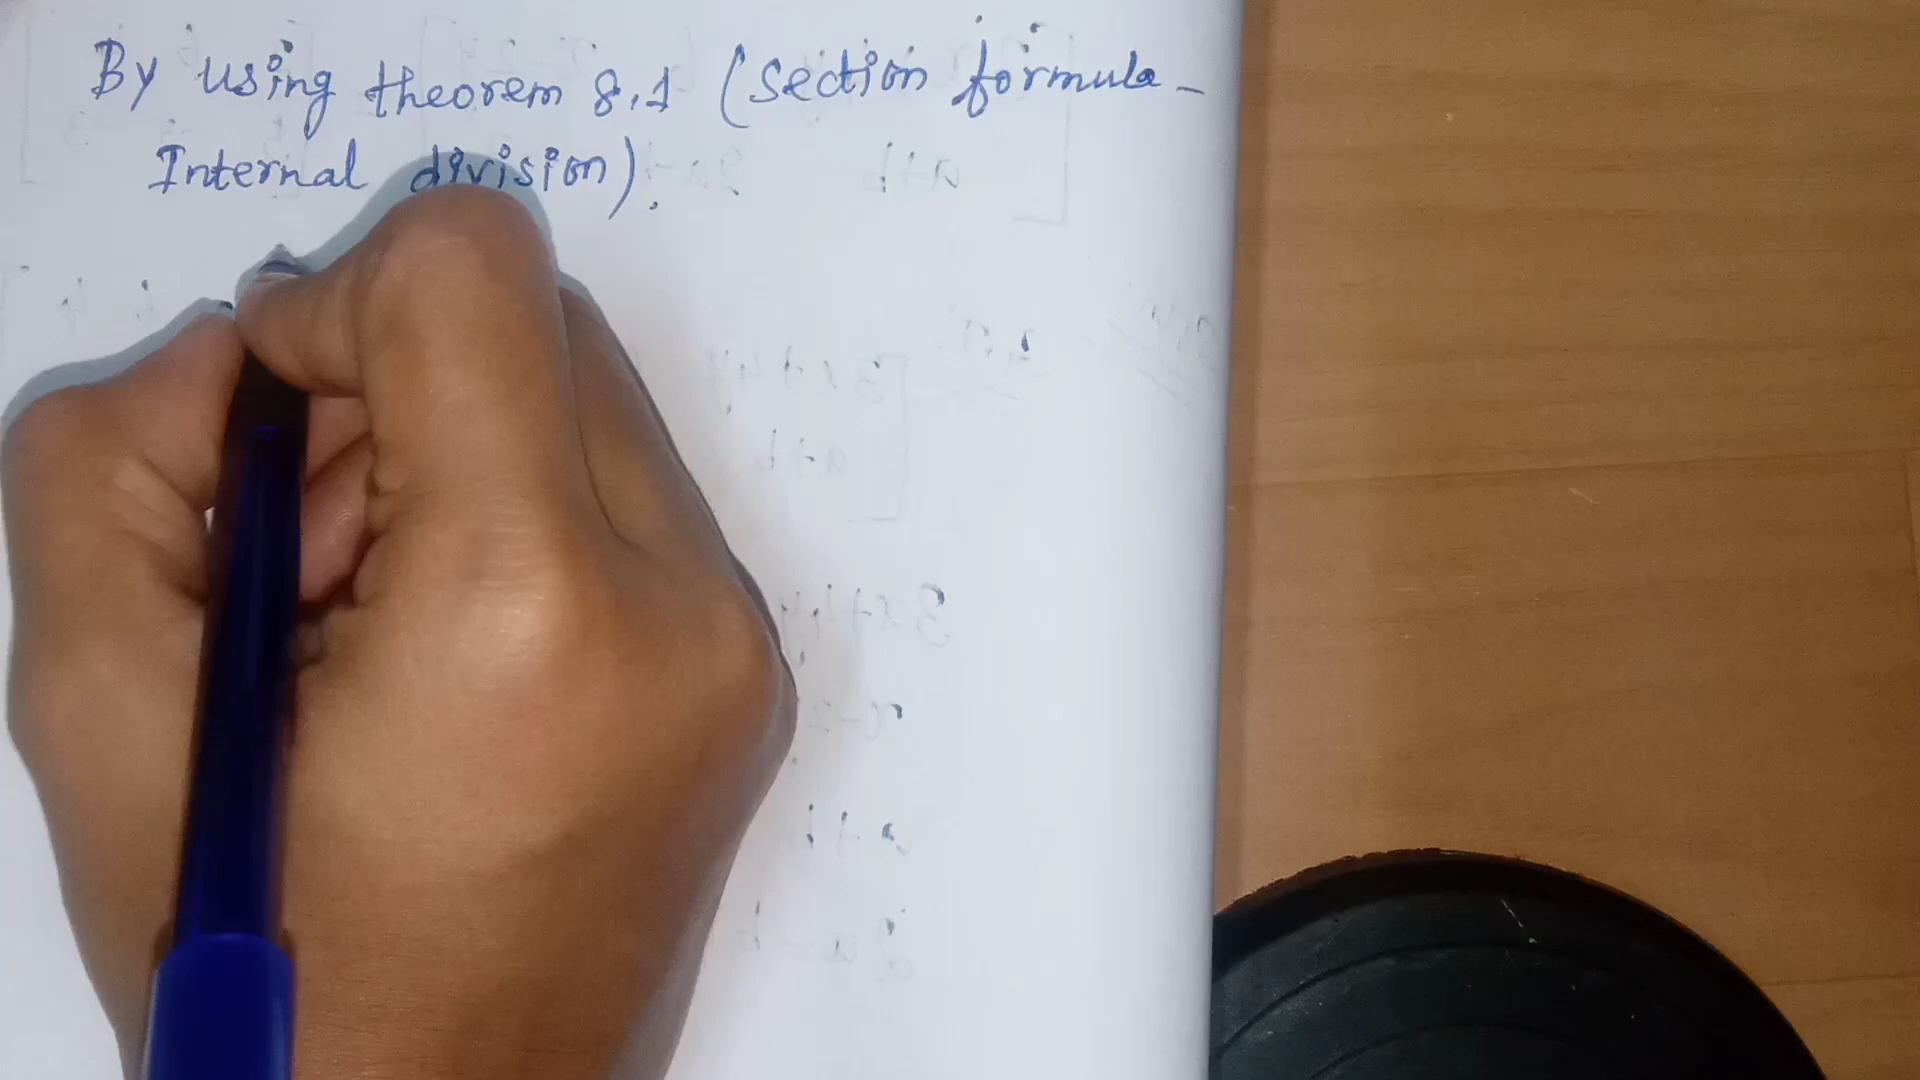 By using theorem 8.1 (section formula -
Internal division).